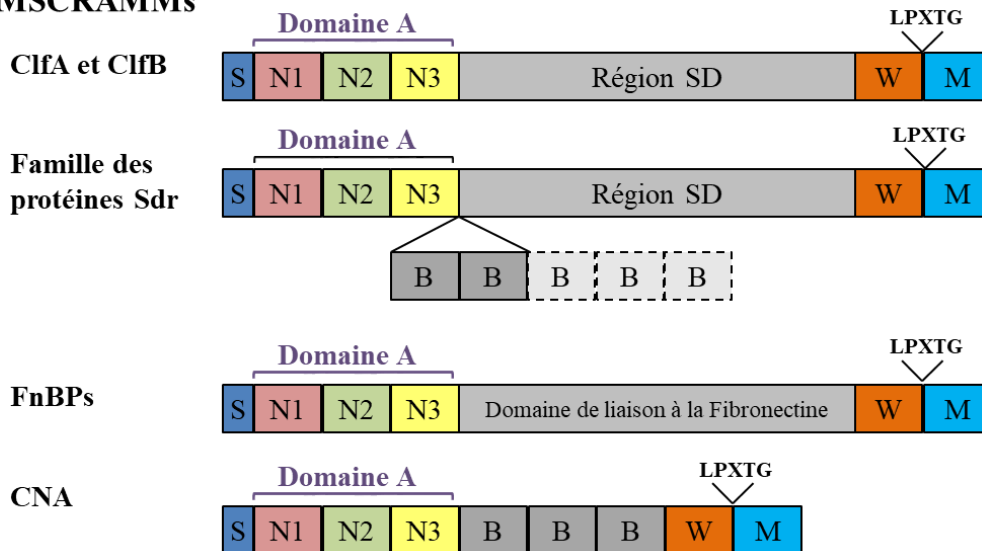 MSCRAMMs
Domaine A
LPXTG
ClfA et ClfB
S N1 N2 N3 Région SD W M
Domaine A
LPXTG
Famille des
protéines Sdr
S N1 N2 N3 Région SD W M
B B B B B
Domaine A
LPXTG
FnBPs
S N1 N2 N3 Domaine de liaison à la Fibronectine W M
Domaine A
LPXTG
CNA
S N1 N2 N3 B B B W M